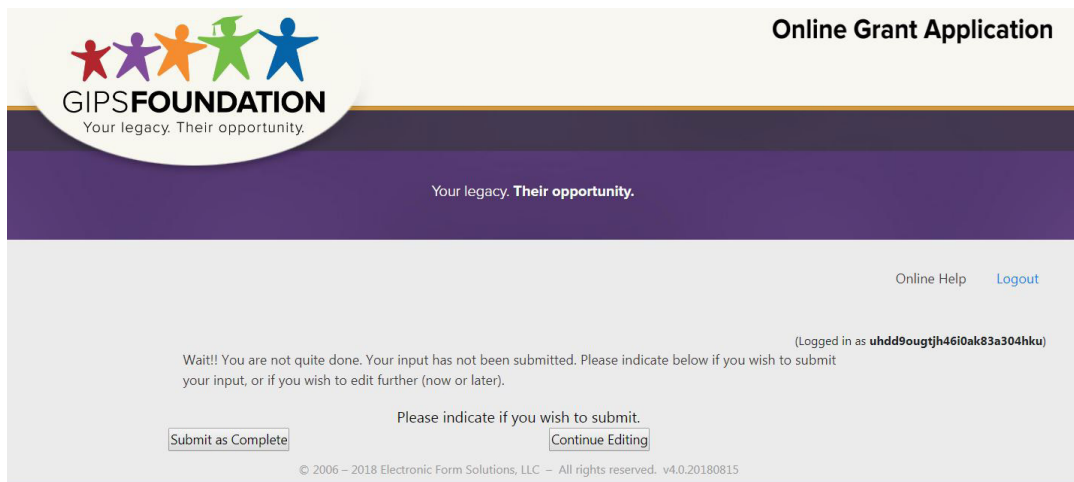 Online Grant Application
GIPSFOUNDATION
Your legacy. Their opportunity.
Your legacy. Their opportunity.
Online Help Logout
(Logged in as uhdd9ougtjh46i0ak83a304hku)
Wait!! You are not quite done. Your input has not been submitted. Please indicate below if you wish to submit
your input, or if you wish to edit further (now or later).
Please indicate if you wish to submit.
Submit as Complete Continue Editing
© 2006 – 2018 Electronic Form Solutions, LLC – All rights reserved. v4.0.20180815